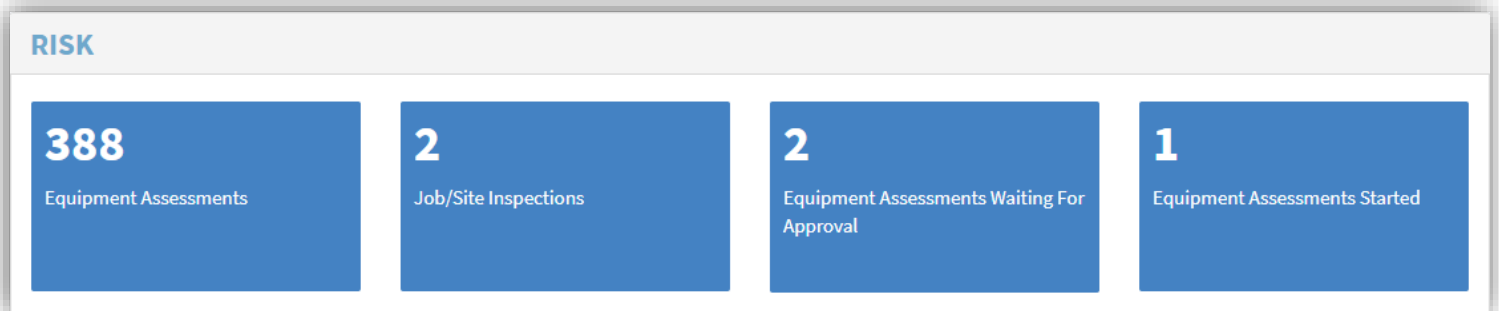 RISK
388
Equipment Assessments
2
Job/Site Inspections
2
Equipment Assessments Waiting For
Approval
1
Equipment Assessments Started